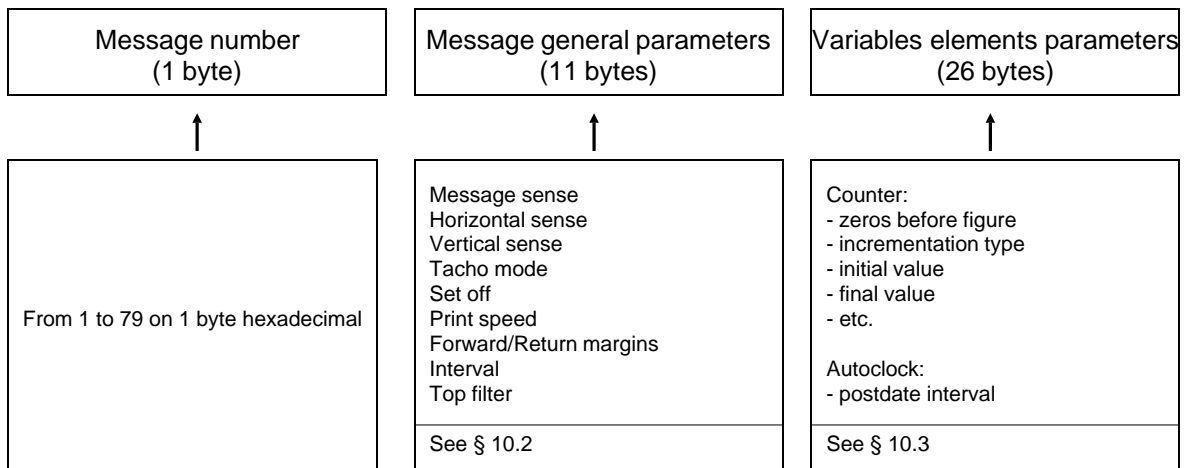 Message number
(1 byte)
Message general parameters
(11 bytes)
Variables elements parameters
(26 bytes)
From 1 to 79 on 1 byte hexadecimal
Message sense
Horizontal sense
Vertical sense
Tacho mode
Set off
Print speed
Forward/Return margins
Interval
Top filter
See § 10.2
Counter:
- zeros before figure
- incrementation type
- initial value
- final value
- etc.
Autoclock:
- postdate interval
See § 10.3